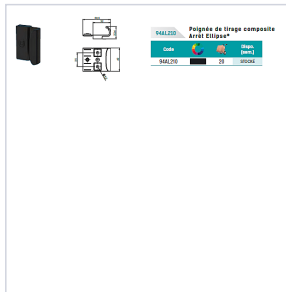 94AL210
Poignée de tirage composite
Arrêt Ellipse*
Code
Dispo.
(sem.)
94AL210
20
STOCKÉ